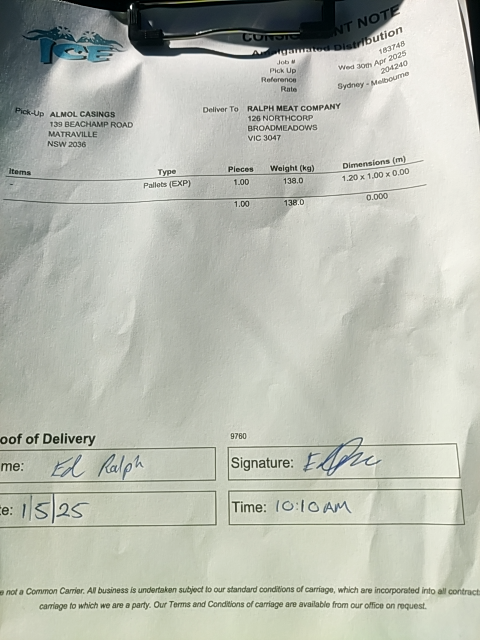 ICE
CONSIGNMENT NOTE
Amalgamated Distribution
Job # 183748
Pick Up Wed 30th Apr 2025
Reference 204240
Rate Sydney - Melbourne
Pick-Up ALMOL CASINGS
139 BEACHAMP ROAD
MATRAVILLE
NSW 2036
Deliver To RALPH MEAT COMPANY
126 NORTHCORP
BROADMEADOWS
VIC 3047
Items Type Pieces Weight (kg) Dimensions (m)
- Pallets (EXP) 1.00 138.0 1.20 x 1.00 x 0.00
1.00 138.0 0.000
oof of Delivery
9760
me: Ed Ralph
Signature:
e: 1/5/25
Time: 10:10 AM
e not a Common Carrier. All business is undertaken subject to our standard conditions of carriage, which are incorporated into all contract
carriage to which we are a party. Our Terms and Conditions of carriage are available from our office on request.